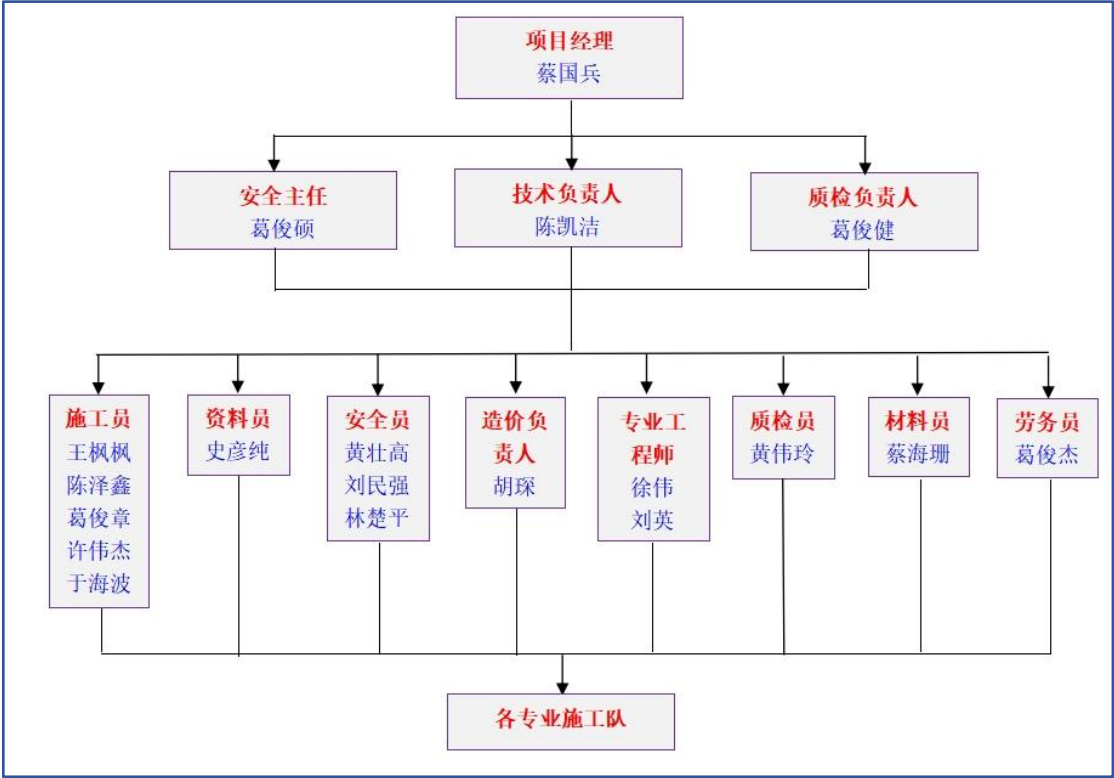 项目经理
蔡国兵
安全主任
葛俊硕
技术负责人
陈凯洁
质检负责人
葛俊健
施工员
王枫枫
陈泽鑫
葛俊章
许伟杰
于海波
资料员
史彦纯
安全员
黄壮高
刘民强
林楚平
造价负
责人
胡琛
专业工
程师
徐伟
刘英
质检员
黄伟玲
材料员
蔡海珊
劳务员
葛俊杰
各专业施工队